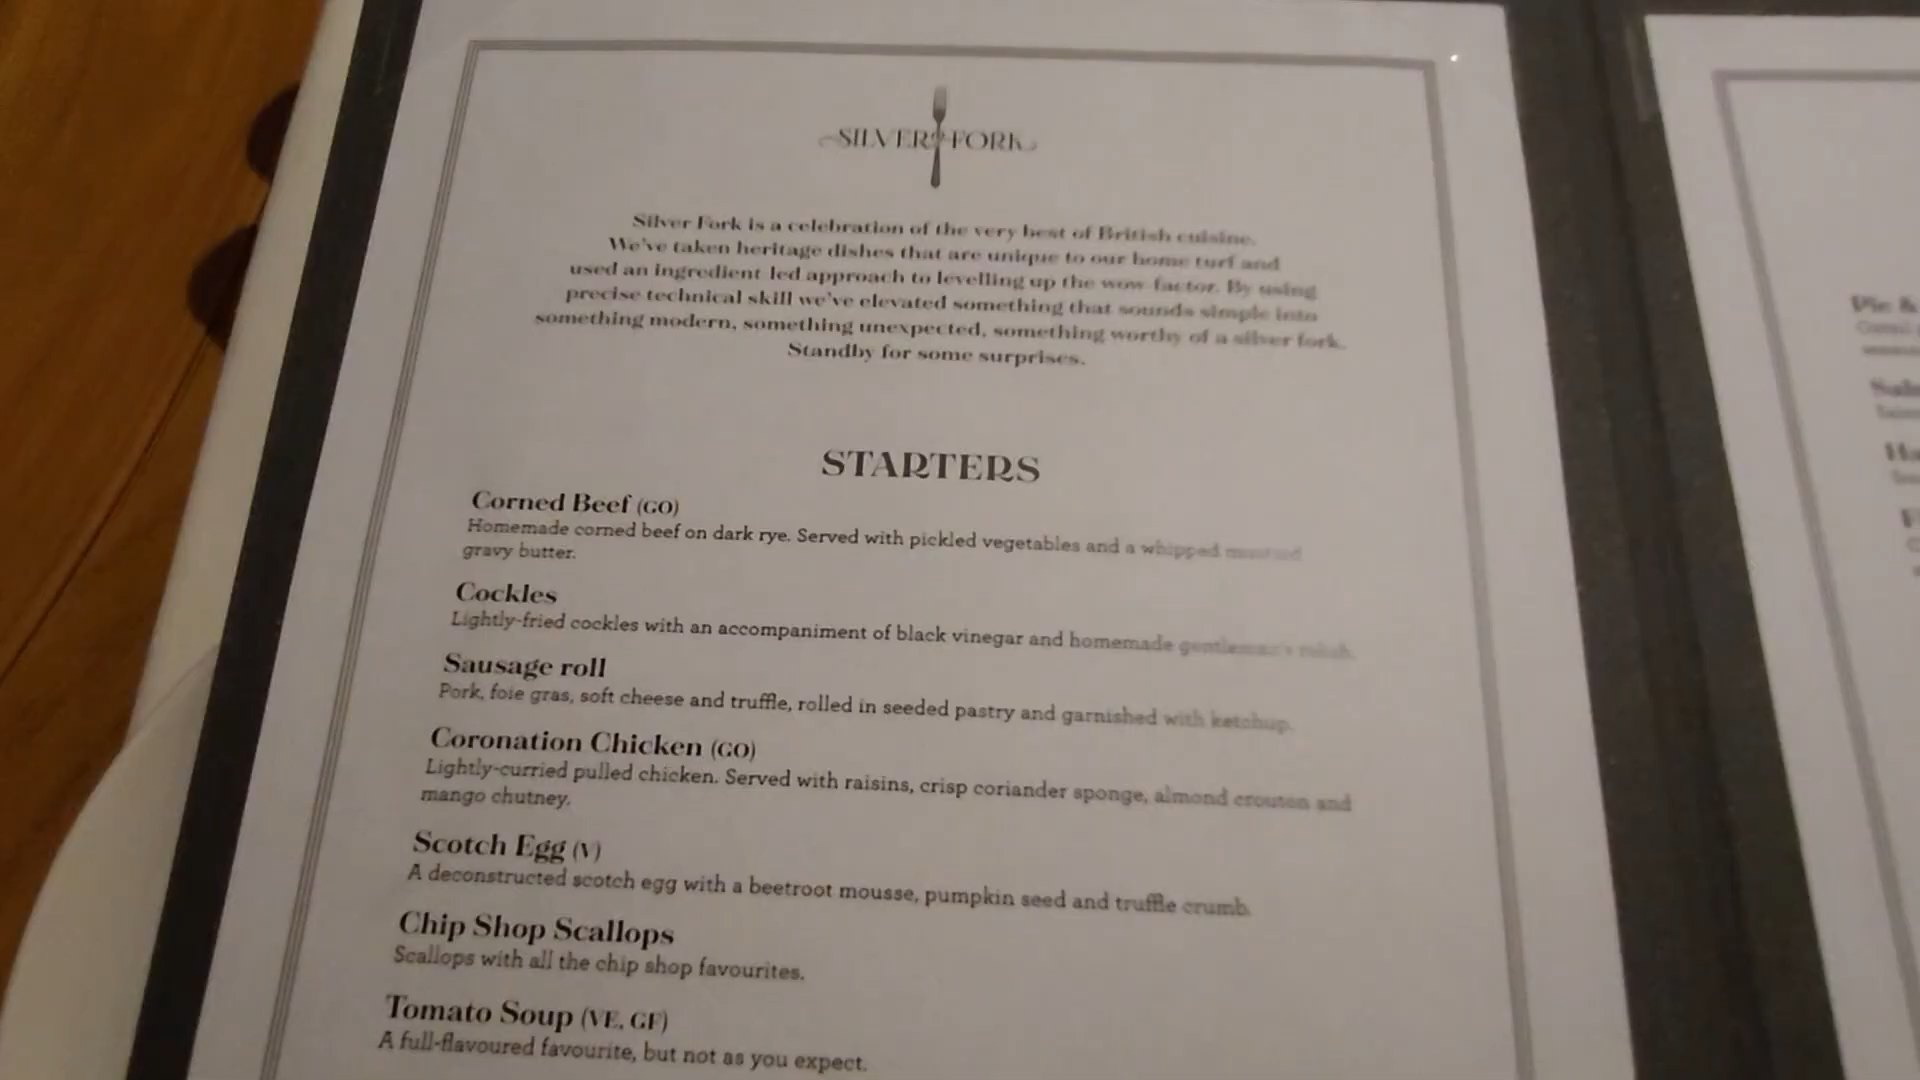 SILVER FORK
Silver Fork is a celebration of the very best of British cuisine.
We've taken heritage dishes that are unique to our home turf and
used an ingredient led approach to levelling up the wow factor. By using
precise technical skill we've elevated something that sounds simple into
something modern, something unexpected, something worthy of a silver fork.
Standby for some surprises.
STARTERS
Corned Beef (GO)
Homemade corned beef on dark rye. Served with pickled vegetables and a whipped mustard
gravy butter.
Cockles
Lightly-fried cockles with an accompaniment of black vinegar and homemade gentleman's relish.
Sausage roll
Pork, foie gras, soft cheese and truffle, rolled in seeded pastry and garnished with ketchup.
Coronation Chicken (GO)
Lightly-curried pulled chicken. Served with raisins, crisp coriander sponge, almond crouton and
mango chutney.
Scotch Egg (V)
A deconstructed scotch egg with a beetroot mousse, pumpkin seed and truffle crumb.
Chip Shop Scallops
Scallops with all the chip shop favourites.
Tomato Soup (VE, GF)
A full-flavoured favourite, but not as you expect.
Pie &